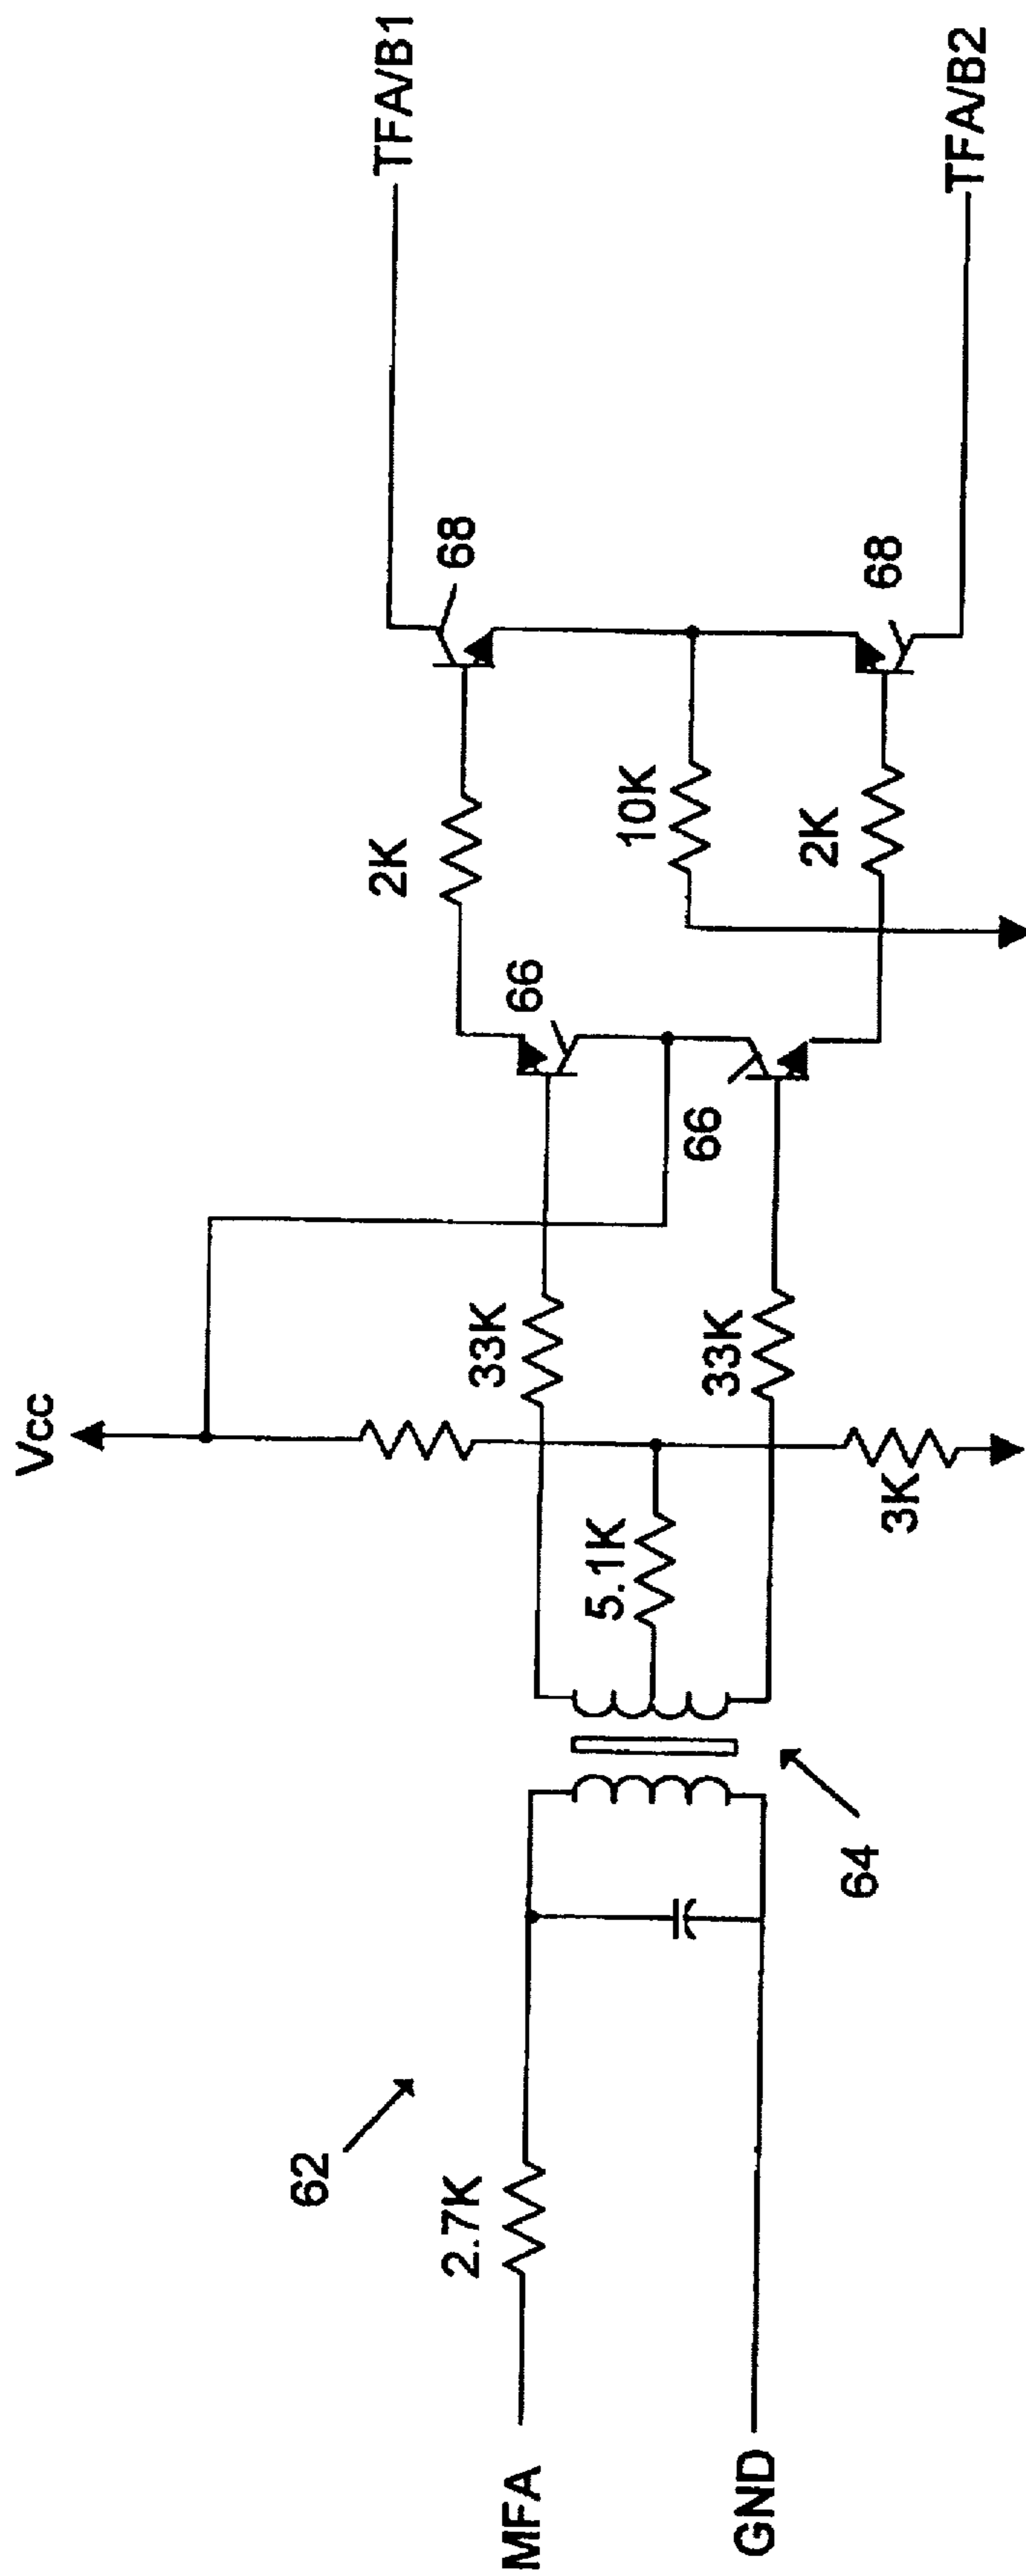 Vcc
TFA/B1
68
2K
66
33K
10K
5.1K
33K
66
2K
68
3K
TFA/B2
62
2.7K
MFA
64
GND